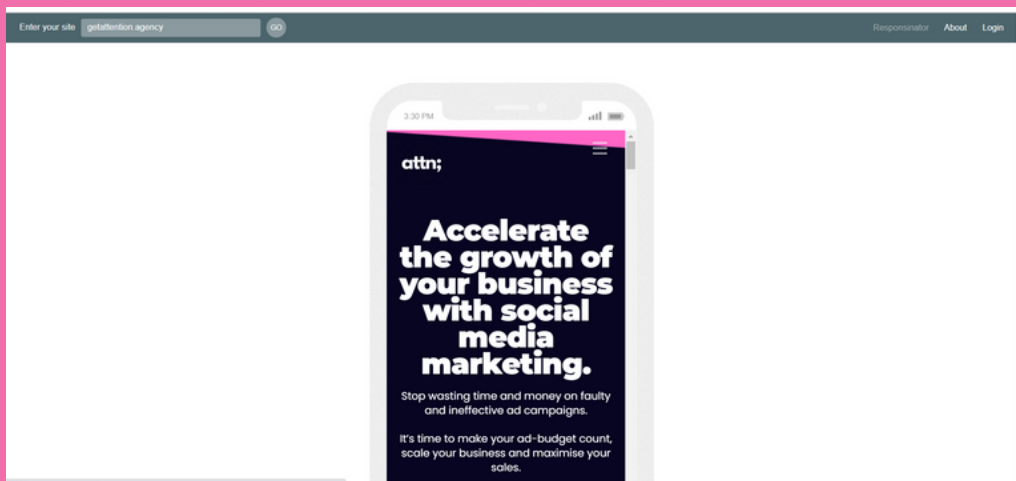 Enter your site getattention.agency GO Responsinator About Login
3:30 PM
attn;
Accelerate
the growth of
your business
with social
media
marketing.
Stop wasting time and money on faulty
and ineffective ad campaigns.
It's time to make your ad-budget count,
scale your business and maximise your
sales.